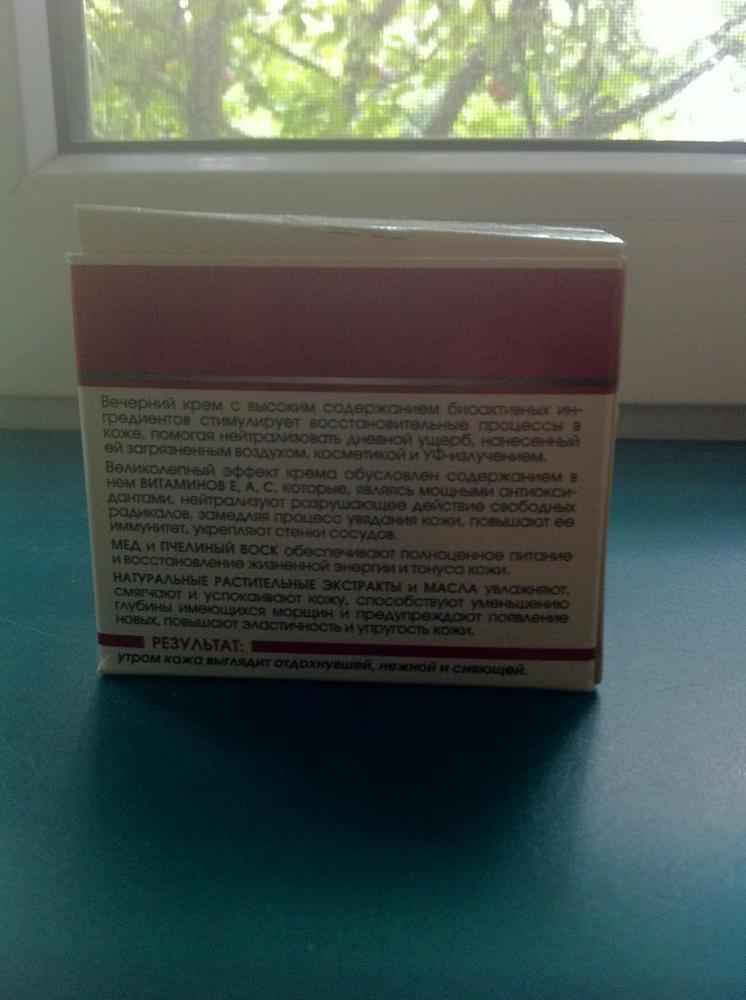 Вечерний крем с высоким содержанием биоактивных ин-
гредиентов стимулирует восстановительные процессы в
коже, помогая нейтрализовать дневной ущерб, нанесенный
ей загрязненным воздухом, косметикой и УФ-излучением.
Великолепный эффект крема обусловлен содержанием в
нем ВИТАМИНОВ Е, А, С, которые, являясь мощными антиокси-
дантами, нейтрализуют разрушающее действие свободных
радикалов, замедляя процесс увядания кожи, повышают ее
иммунитет, укрепляют стенки сосудов.
МЕД и ПЧЕЛИНЫЙ ВОСК обеспечивают полноценное питание
и восстановление жизненной энергии и тонуса кожи.
НАТУРАЛЬНЫЕ РАСТИТЕЛЬНЫЕ ЭКСТРАКТЫ и МАСЛА увлажняют,
смягчают и успокаивают кожу, способствуют уменьшению
глубины имеющихся морщин и предупреждают появление
новых, повышают эластичность и упругость кожи.
РЕЗУЛЬТАТ:
утром кожа выглядит отдохнувшей, нежной и сияющей.